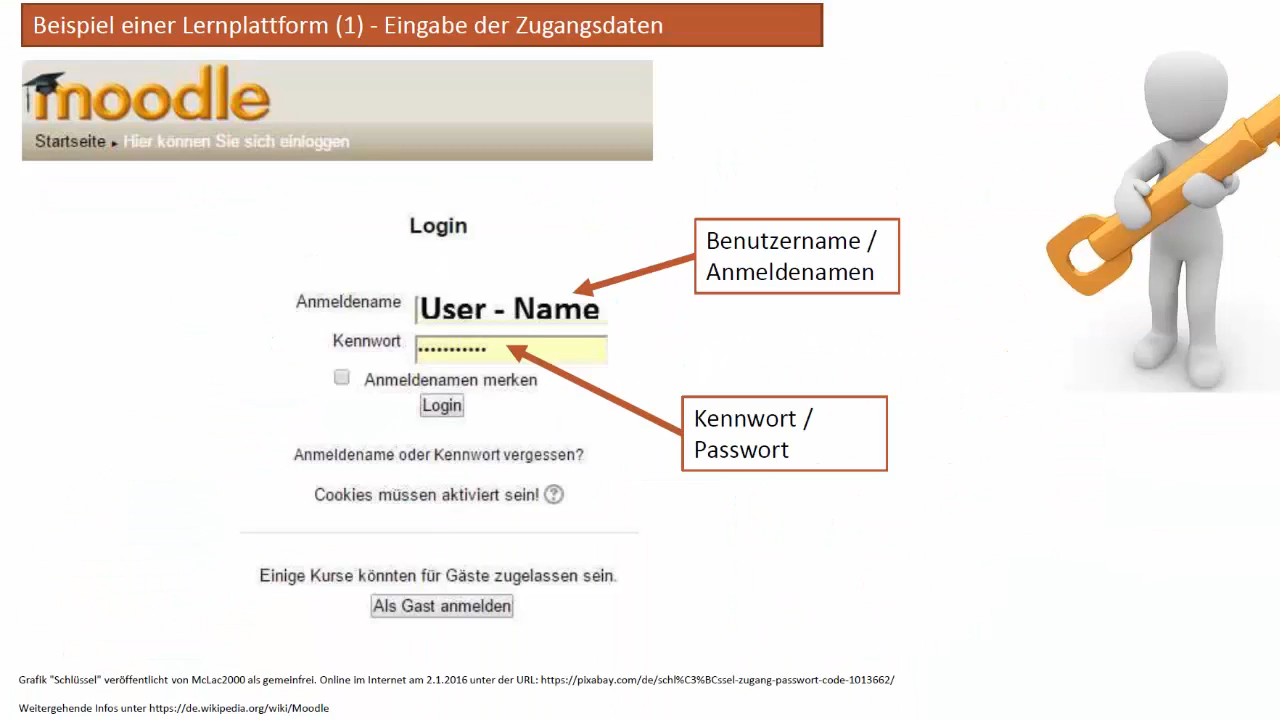 Beispiel einer Lernplattform (1) - Eingabe der Zugangsdaten
moodle
Startseite ▸ Hier können Sie sich einloggen
Login
Benutzername /
Anmeldenamen
Anmeldename User - Name
Kennwort •••••••••••
Anmeldenamen merken
Login
Kennwort /
Passwort
Anmeldename oder Kennwort vergessen?
Cookies müssen aktiviert sein! ?
Einige Kurse könnten für Gäste zugelassen sein.
Als Gast anmelden
Grafik "Schlüssel" veröffentlicht von McLac2000 als gemeinfrei. Online im Internet am 2.1.2016 unter der URL: https://pixabay.com/de/schl%C3%BCssel-zugang-passwort-code-1013662/
Weitergehende Infos unter https://de.wikipedia.org/wiki/Moodle